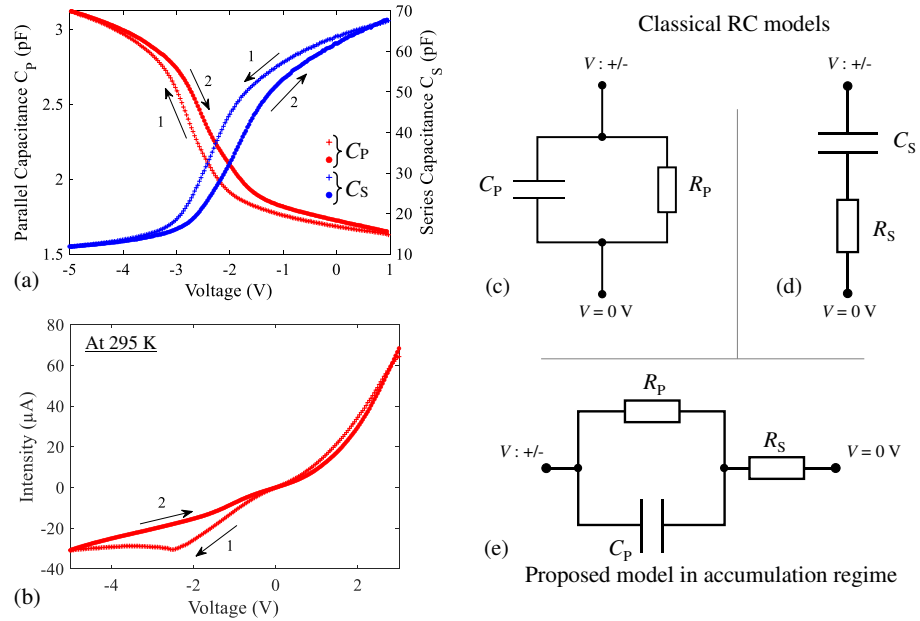 Parallel Capacitance C_P (pF)
3
2.5
2
1.5
70
60
50
40
30
20
10
Series Capacitance C_S (pF)
1
2
1
2
1
2
C_P
C_S
-5
-4
-3
-2
-1
0
1
Voltage (V)
(a)
At 295 K
Intensity (µA)
80
60
40
20
0
-20
-40
2
1
-4
-2
0
2
Voltage (V)
(b)
Classical RC models
V : +/-
C_P
R_P
V = 0 V
(c)
V : +/-
C_S
R_S
V = 0 V
(d)
R_P
R_S
V : +/-
V = 0 V
C_P
(e)
Proposed model in accumulation regime